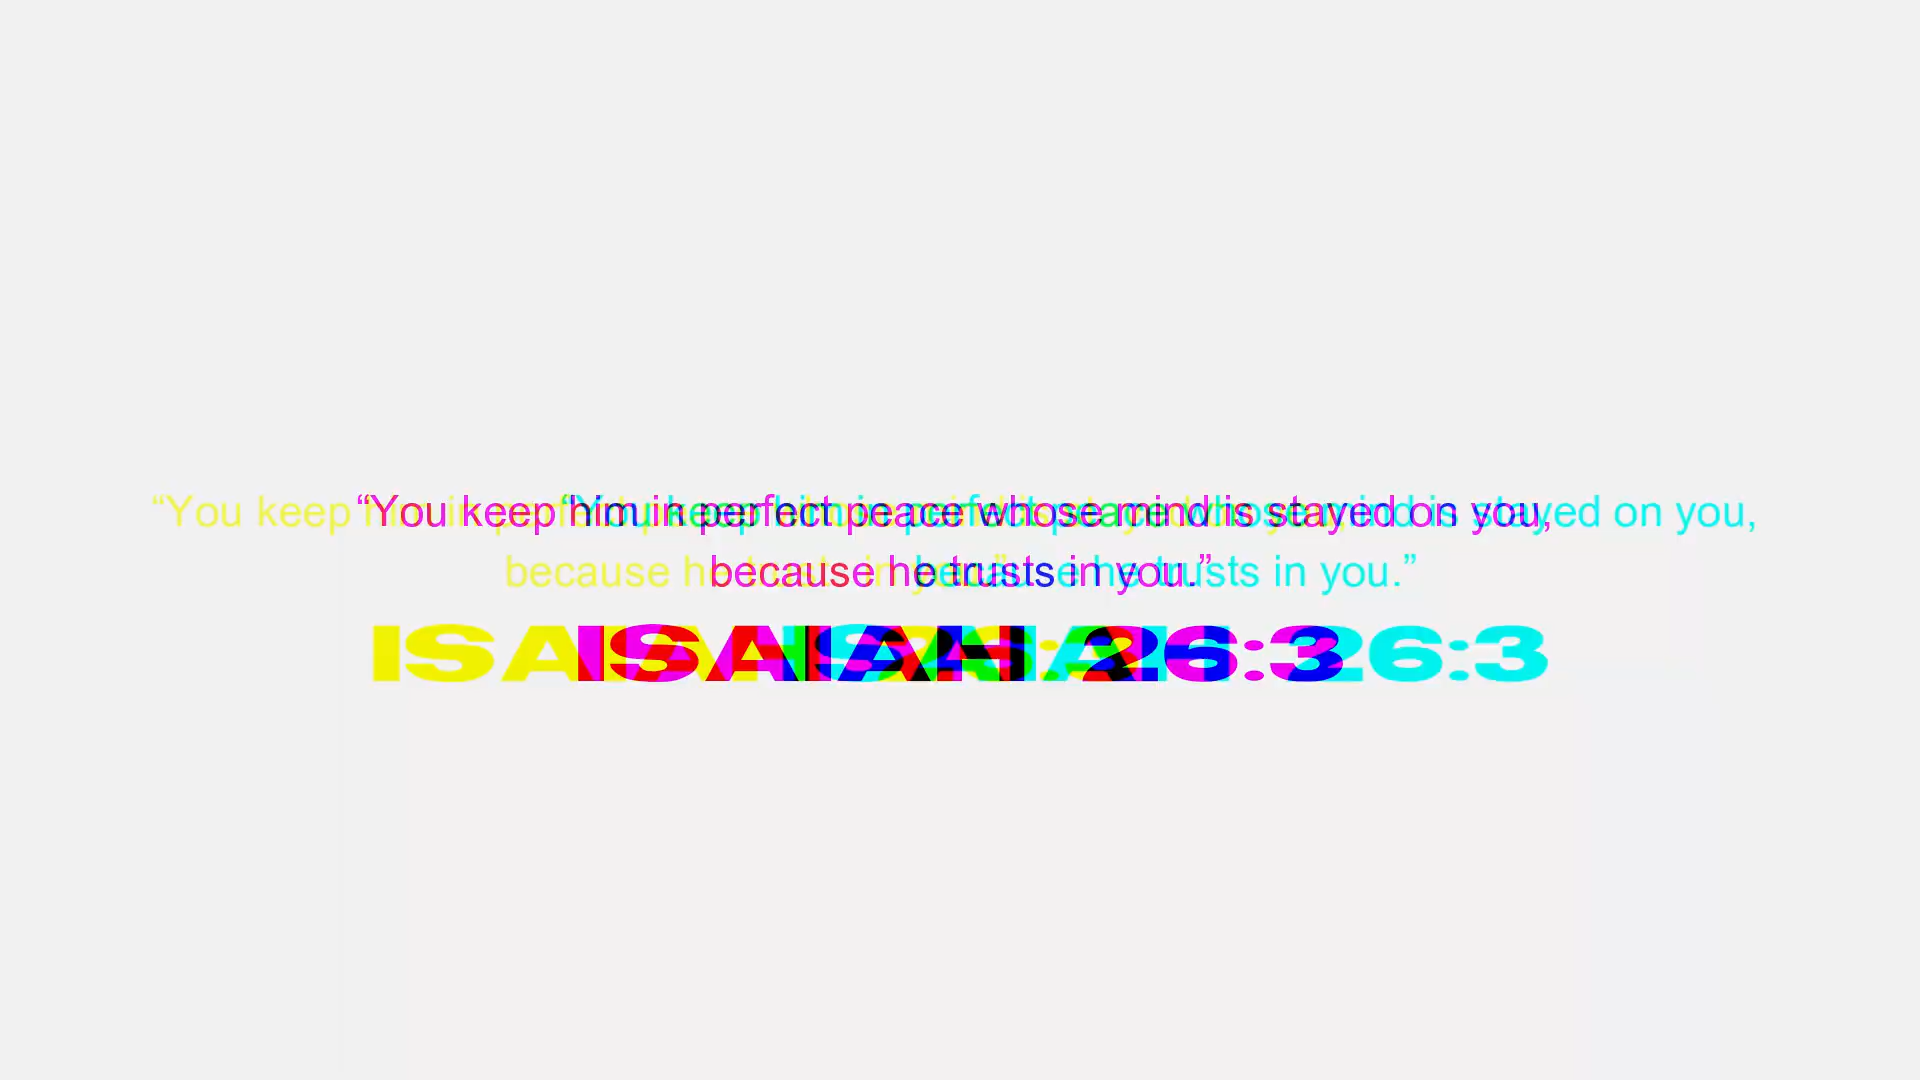 “You keep him in perfect peace whose mind is stayed on you,
because he trusts in you.”
ISAIAH 26:3